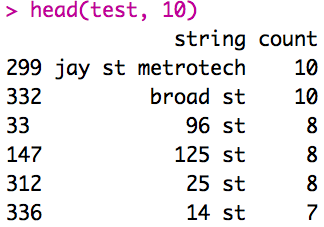 > head(test, 10)
string count
299 jay st metrotech 10
332 broad st 10
33 96 st 8
147 125 st 8
312 25 st 8
336 14 st 7